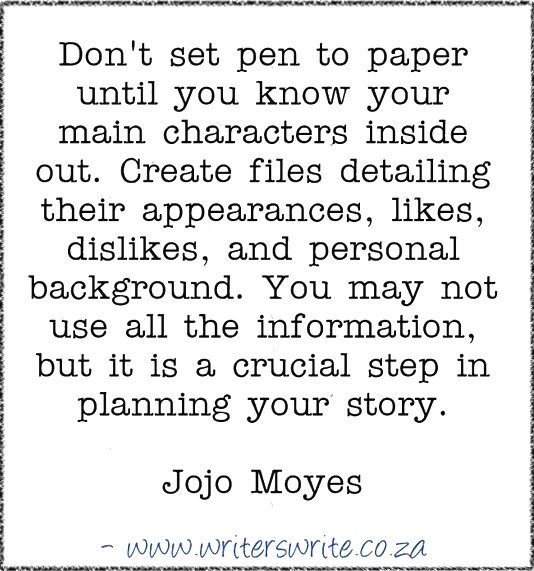 Don't set pen to paper
until you know your
main characters inside
out. Create files detailing
their appearances, likes,
dislikes, and personal
background. You may not
use all the information,
but it is a crucial step in
planning your story.
Jojo Moyes
- www.writerswrite.co.za